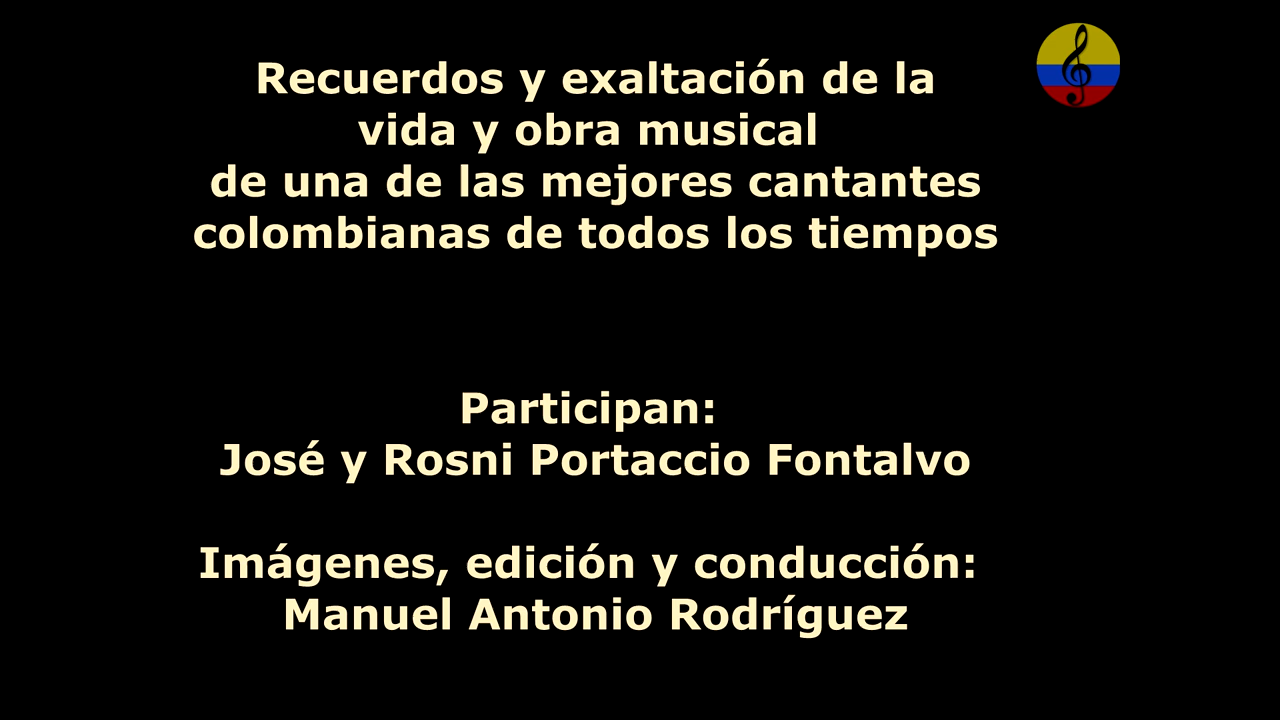 Recuerdos y exaltación de la
vida y obra musical
de una de las mejores cantantes
colombianas de todos los tiempos
Participan:
José y Rosni Portaccio Fontalvo
Imágenes, edición y conducción:
Manuel Antonio Rodríguez